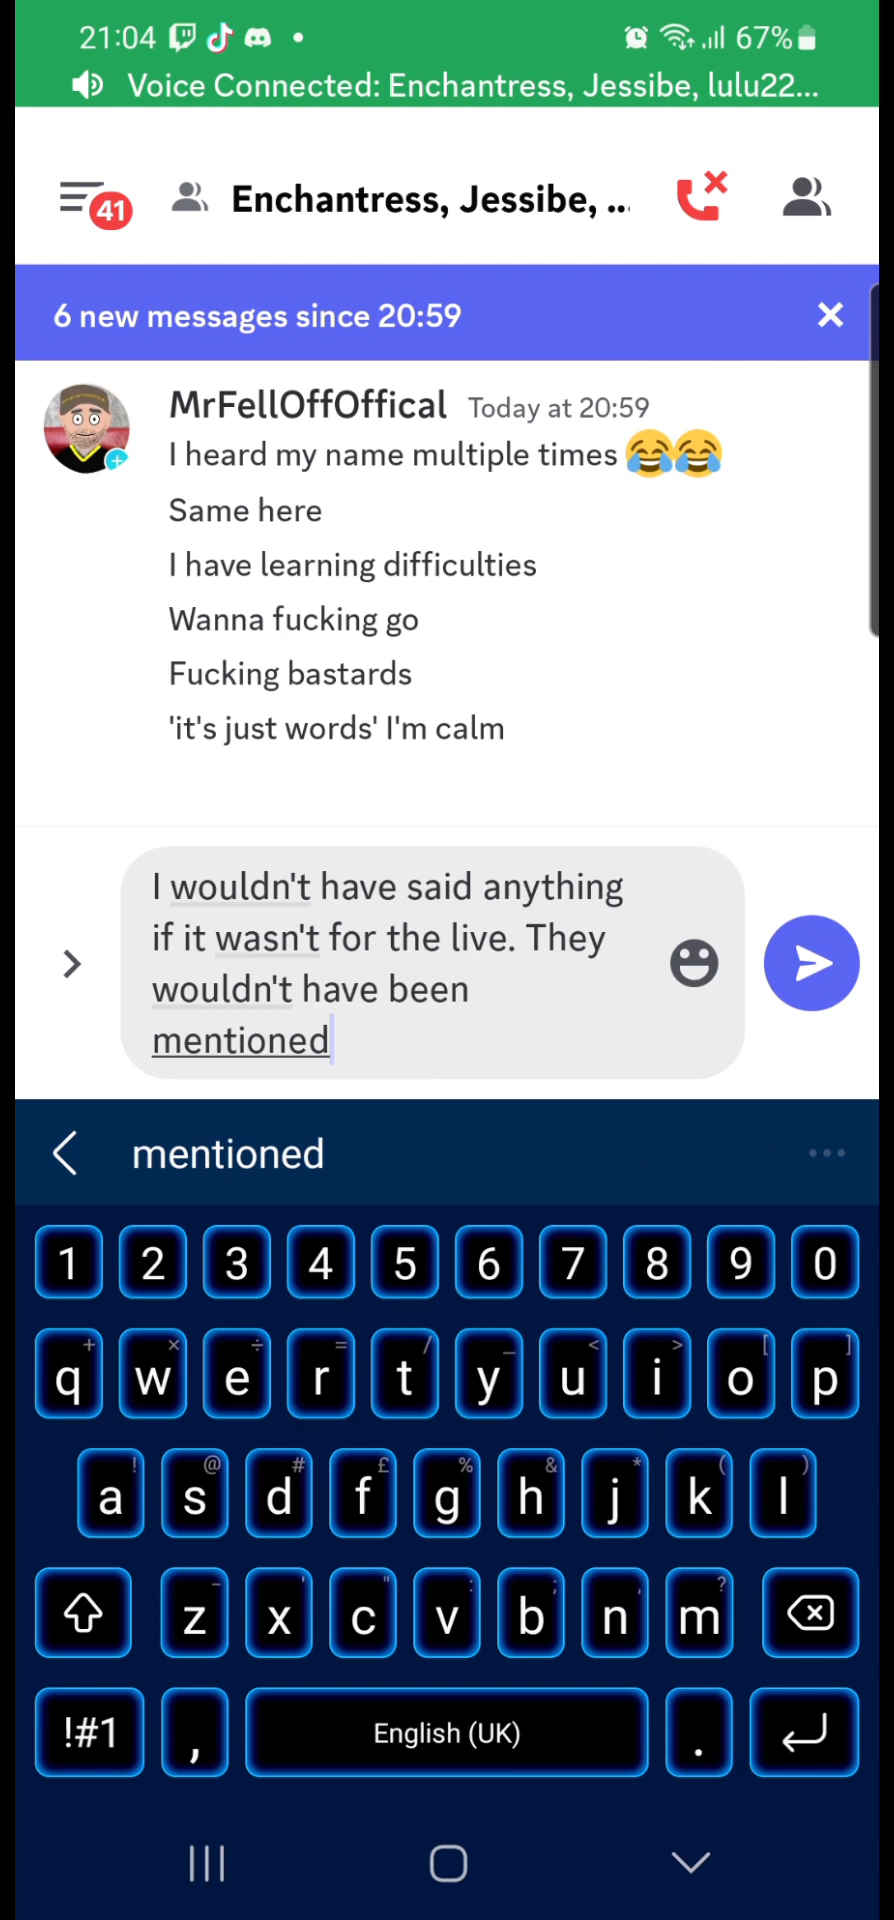 21:04 67%
Voice Connected: Enchantress, Jessibe, lulu22...
41 Enchantress, Jessibe, ...
6 new messages since 20:59
MrFellOffOffical Today at 20:59
I heard my name multiple times 😂😂
Same here
I have learning difficulties
Wanna fucking go
Fucking bastards
'it's just words' I'm calm
I wouldn't have said anything
if it wasn't for the live. They
wouldn't have been
mentioned
mentioned ...
1 2 3 4 5 6 7 8 9 0
+ × ÷ = / _ < > [ ]
q w e r t y u i o p
! @ # £ % & * ( )
a s d f g h j k l
- ' " : ; , ?
z x c v b n m
!#1 , English (UK) .